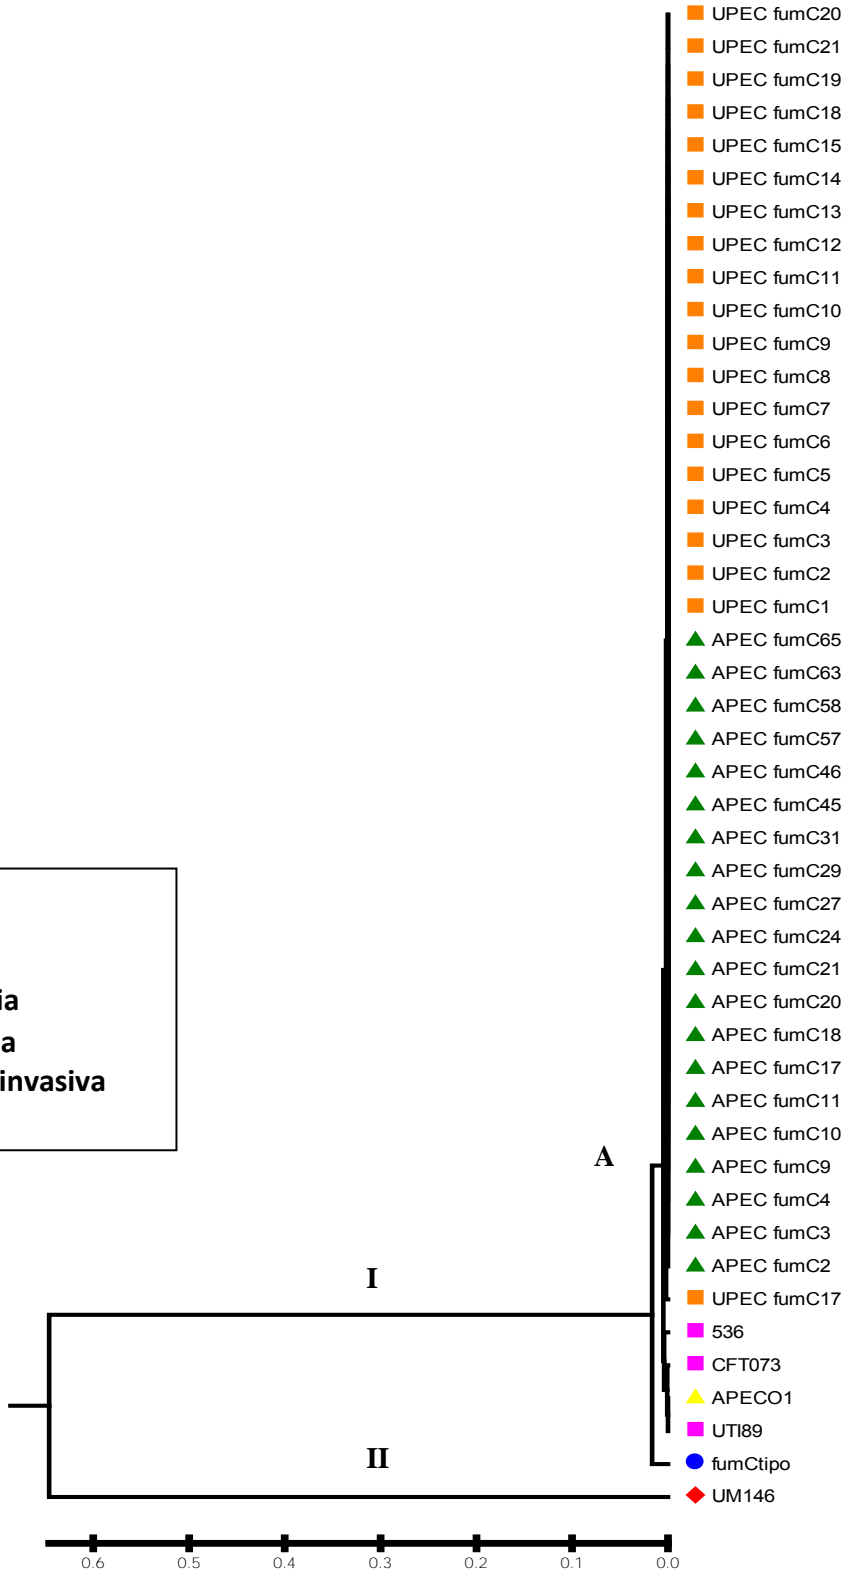 UPEC fumC20
UPEC fumC21
UPEC fumC19
UPEC fumC18
UPEC fumC15
UPEC fumC14
UPEC fumC13
UPEC fumC12
UPEC fumC11
UPEC fumC10
UPEC fumC9
UPEC fumC8
UPEC fumC7
UPEC fumC6
UPEC fumC5
UPEC fumC4
UPEC fumC3
UPEC fumC2
UPEC fumC1
APEC fumC65
APEC fumC63
APEC fumC58
APEC fumC57
APEC fumC46
APEC fumC45
APEC fumC31
APEC fumC29
APEC fumC27
APEC fumC24
APEC fumC21
APEC fumC20
APEC fumC18
APEC fumC17
APEC fumC11
APEC fumC10
APEC fumC9
APEC fumC4
APEC fumC3
APEC fumC2
UPEC fumC17
536
CFT073
APECO1
UTI89
fumCtipo
UM146
ia
a
invasiva
A
I
II
0.6 0.5 0.4 0.3 0.2 0.1 0.0